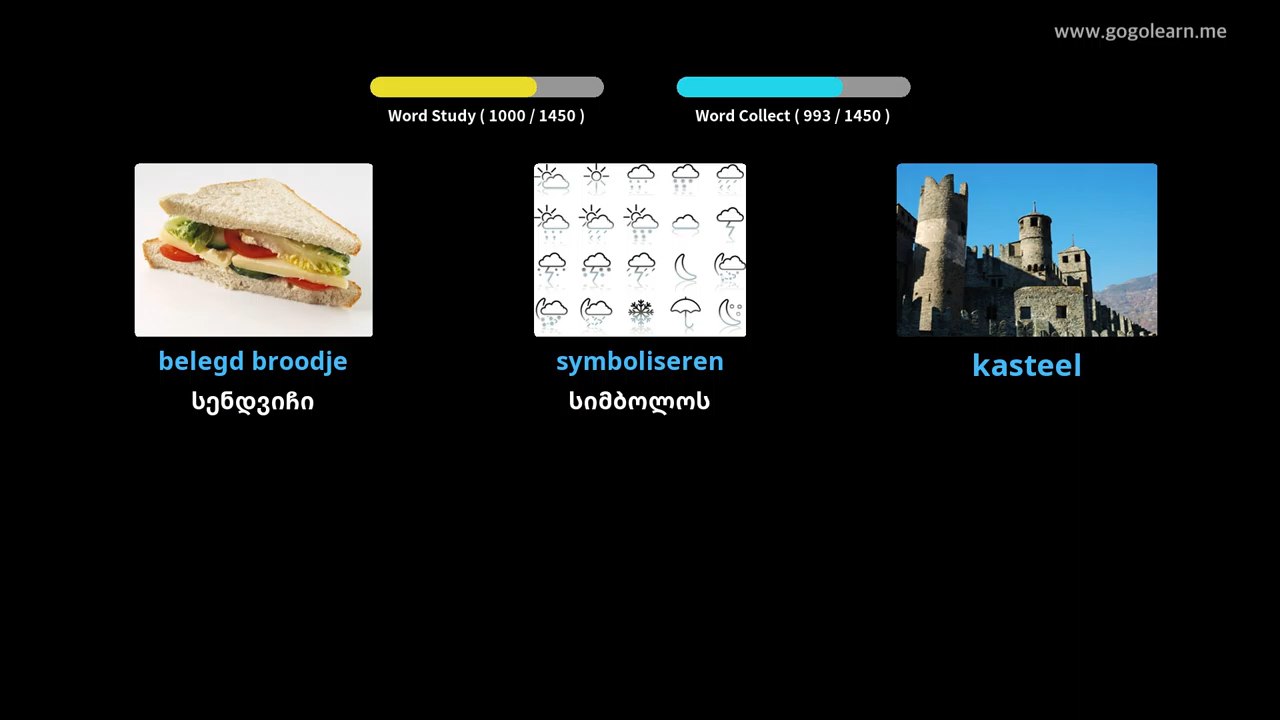 www.gogolearn.me
Word Study ( 1000 / 1450 )
Word Collect ( 993 / 1450 )
belegd broodje
სენდვიჩი
symboliseren
სიმბოლოს
kasteel